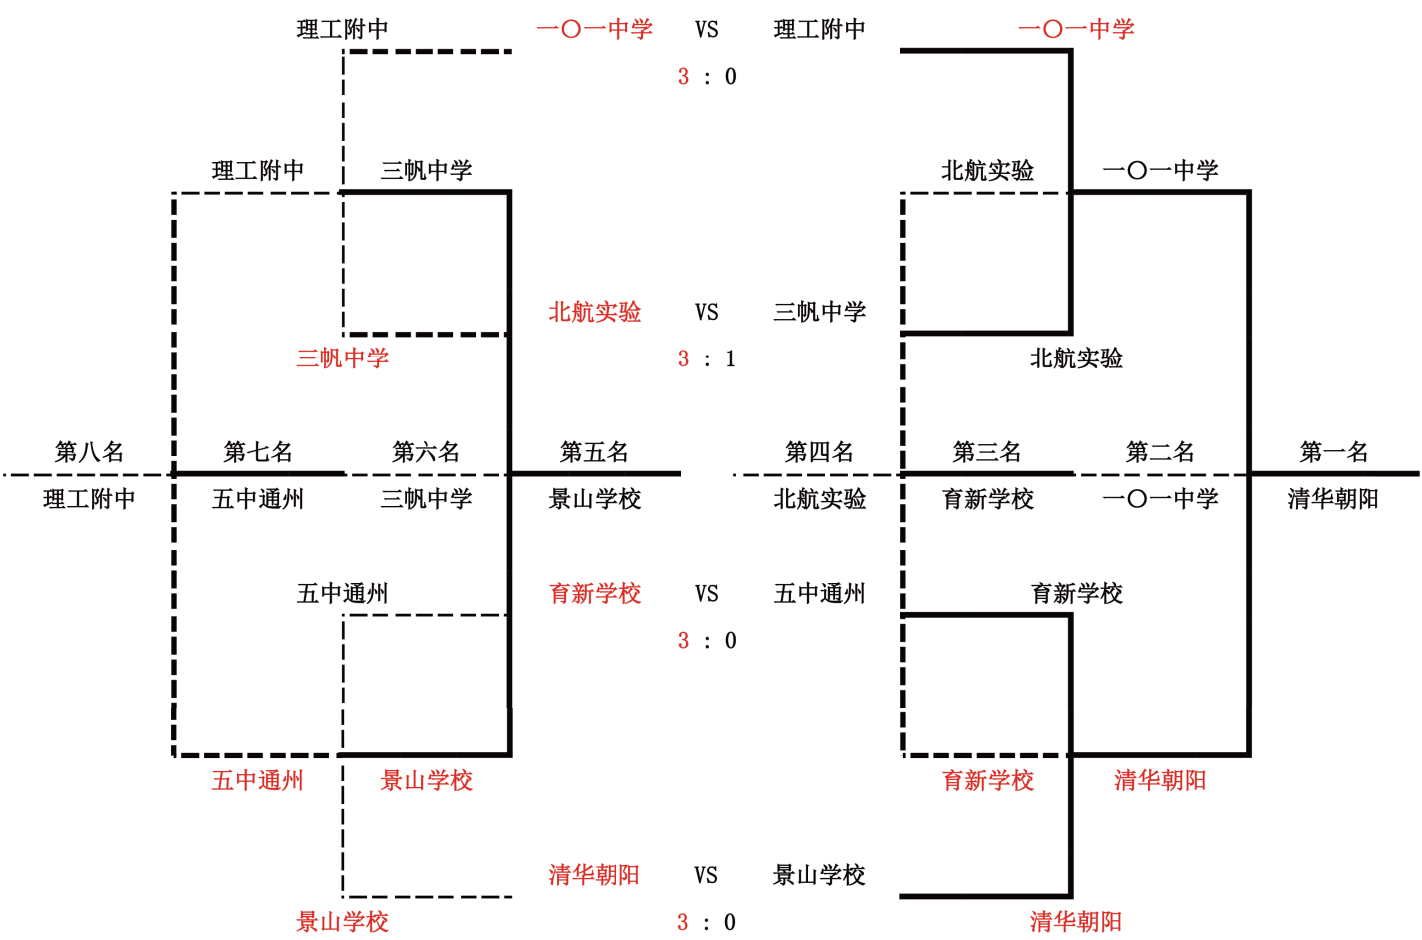 理工附中 一〇一中学 VS 理工附中 一〇一中学
3 : 0
理工附中 三帆中学 北航实验 一〇一中学
北航实验 VS 三帆中学
三帆中学 3 : 1 北航实验
第八名 第七名 第六名 第五名 第四名 第三名 第二名 第一名
理工附中 五中通州 三帆中学 景山学校 北航实验 育新学校 一〇一中学 清华朝阳
五中通州 育新学校 VS 五中通州 育新学校
3 : 0
五中通州 景山学校 育新学校 清华朝阳
清华朝阳 VS 景山学校
景山学校 3 : 0 清华朝阳